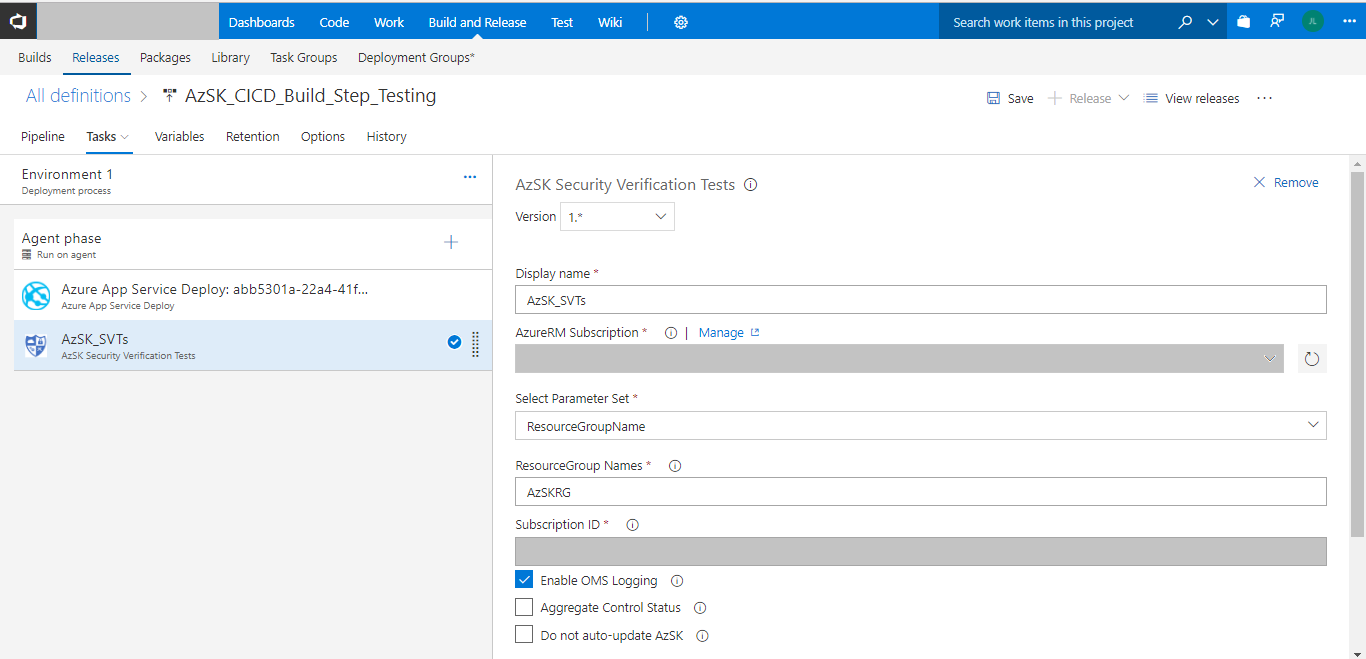 Dashboards Code Work Build and Release Test Wiki Search work items in this project JL
Builds Releases Packages Library Task Groups Deployment Groups*
All definitions > AzSK_CICD_Build_Step_Testing Save + Release View releases ...
Pipeline Tasks Variables Retention Options History
Environment 1 ...
Deployment process
Agent phase
Run on agent
Azure App Service Deploy: abb5301a-22a4-41f...
Azure App Service Deploy
AzSK_SVTs
AzSK Security Verification Tests
AzSK Security Verification Tests Remove
Version 1.*
Display name *
AzSK_SVTs
AzureRM Subscription * | Manage
Select Parameter Set *
ResourceGroupName
ResourceGroup Names *
AzSKRG
Subscription ID *
Enable OMS Logging
Aggregate Control Status
Do not auto-update AzSK